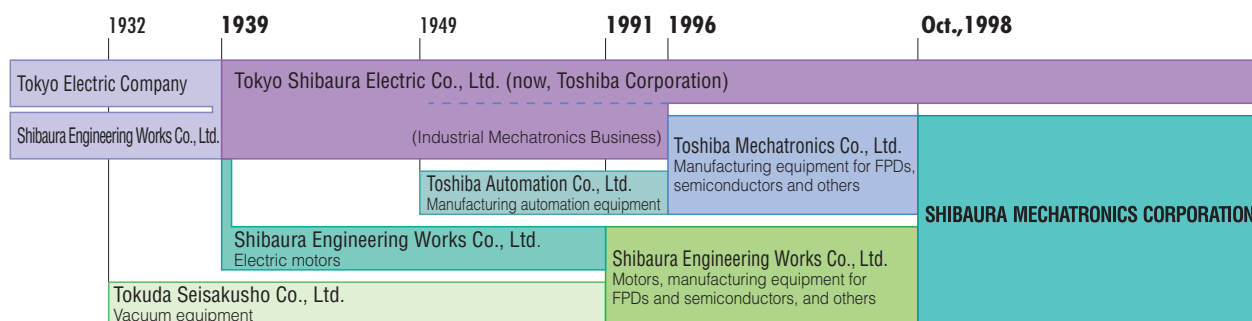 1932
1939
1949
1991
1996
Oct.,1998
Tokyo Electric Company
Shibaura Engineering Works Co., Ltd.
Tokyo Shibaura Electric Co., Ltd. (now, Toshiba Corporation)
(Industrial Mechatronics Business)
Toshiba Mechatronics Co., Ltd.
Manufacturing equipment for FPDs,
semiconductors and others
Toshiba Automation Co., Ltd.
Manufacturing automation equipment
SHIBAURA MECHATRONICS CORPORATION
Shibaura Engineering Works Co., Ltd.
Electric motors
Shibaura Engineering Works Co., Ltd.
Motors, manufacturing equipment for
FPDs and semiconductors, and others
Tokuda Seisakusho Co., Ltd.
Vacuum equipment